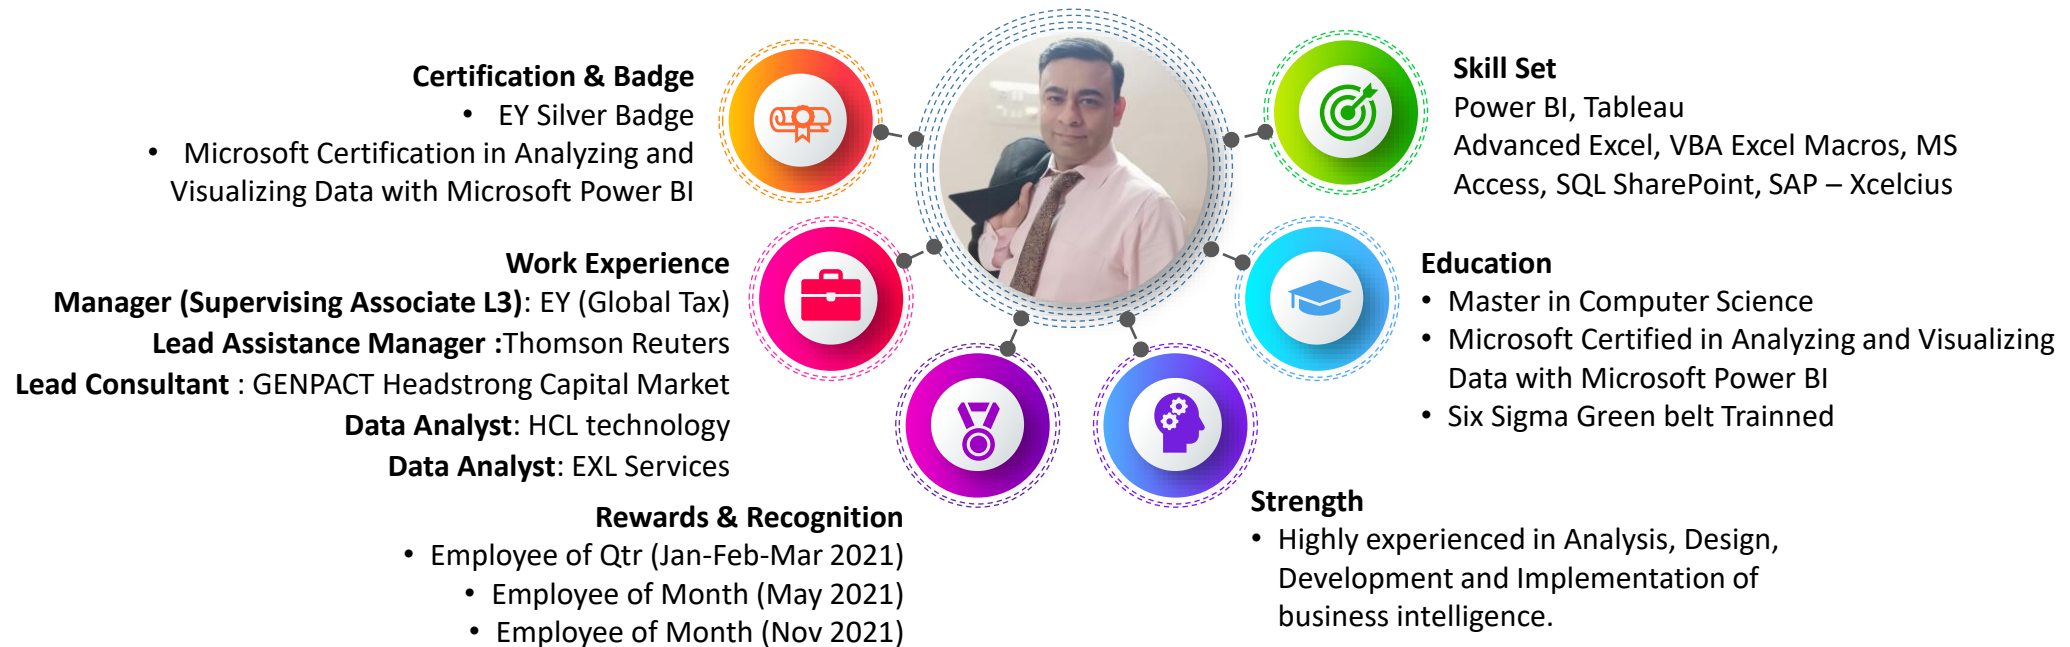 Certification & Badge
• EY Silver Badge
• Microsoft Certification in Analyzing and
Visualizing Data with Microsoft Power BI
Work Experience
Manager (Supervising Associate L3): EY (Global Tax)
Lead Assistance Manager :Thomson Reuters
Lead Consultant : GENPACT Headstrong Capital Market
Data Analyst: HCL technology
Data Analyst: EXL Services
Rewards & Recognition
• Employee of Qtr (Jan-Feb-Mar 2021)
• Employee of Month (May 2021)
• Employee of Month (Nov 2021)
Skill Set
Power BI, Tableau
Advanced Excel, VBA Excel Macros, MS
Access, SQL SharePoint, SAP – Xcelcius
Education
• Master in Computer Science
• Microsoft Certified in Analyzing and Visualizing
Data with Microsoft Power BI
• Six Sigma Green belt Trainned
Strength
• Highly experienced in Analysis, Design,
Development and Implementation of
business intelligence.